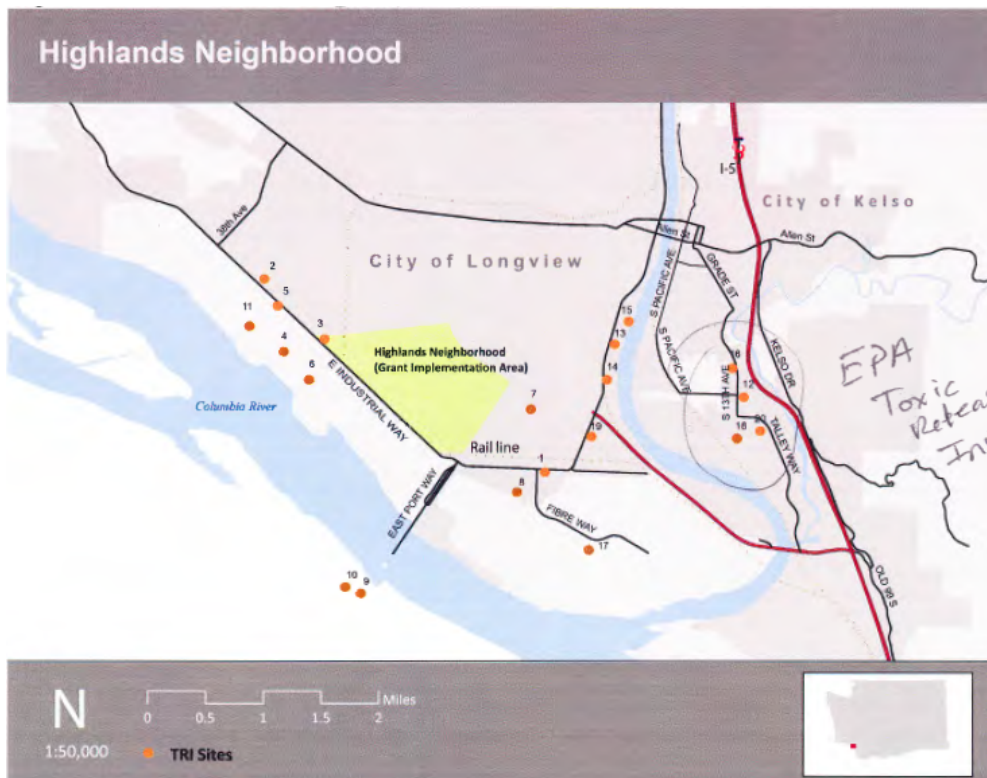 Highlands Neighborhood
I-5
City of Kelso
38th Ave
Allen St
Allen St
City of Longview
S PACIFIC AVE
GRADE ST
2
5
11
3
4
6
15
13
S PACIFIC AVE
KELSO DR
EPA
Toxic
Highlands Neighborhood
(Grant Implementation Area)
14
S 13TH AVE
12
7
Columbia River
E INDUSTRIAL WAY
19
TALLEY WAY
Rail line
1
8
EAST PORT WAY
FIBRE WAY
17
10
9
OLD 99 S
N
Miles
0
0.5
1
1.5
2
1:50,000
TRI Sites